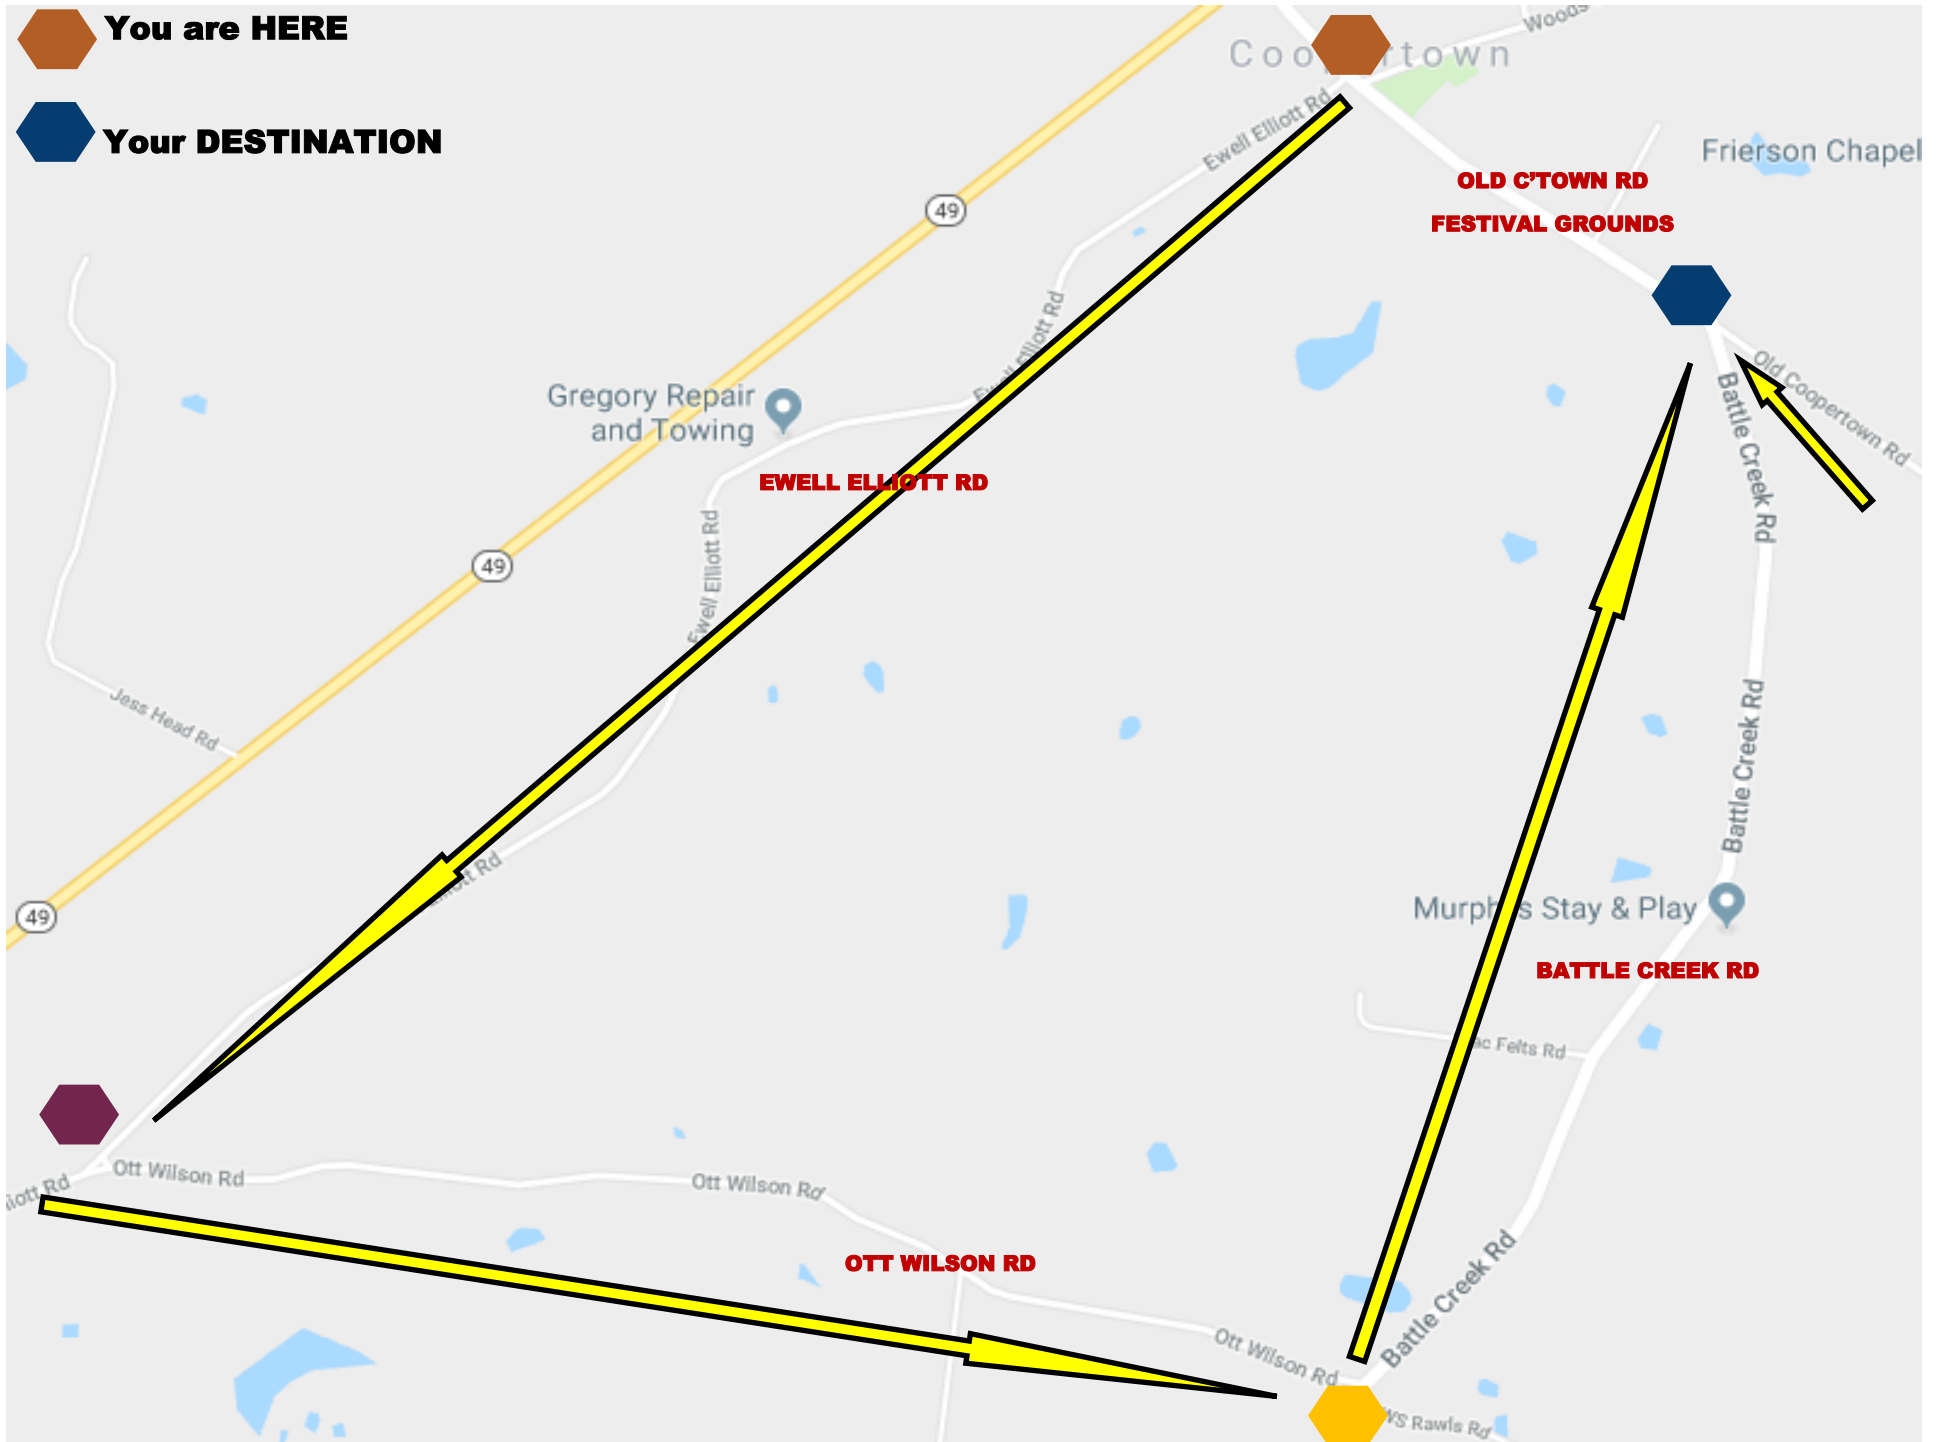 You are HERE
Your DESTINATION
Woods
Frierson Chapel
Ewell Elliott Rd
OLD C'TOWN RD
FESTIVAL GROUNDS
49
Ewell Elliott Rd
Old Coopertown Rd
Battle Creek Rd
Gregory Repair
and Towing
EWELL ELLIOTT RD
49
Ewell Elliott Rd
Jess Head Rd
Battle Creek Rd
Rd
49
Stay & Play
BATTLE CREEK RD
Felts Rd
Ott Wilson Rd
Ott Wilson Rd
Rd
OTT WILSON RD
Battle Creek Rd
Ott Wilson Rd
WS Rawls Rd